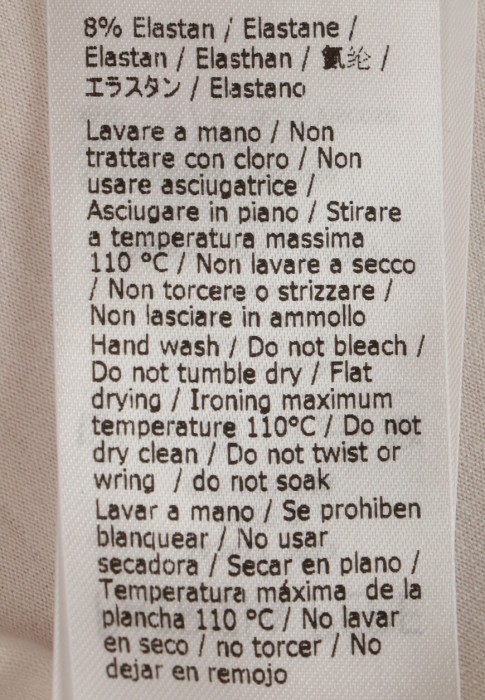 8% Elastan / Elastane /
Elastan / Elasthan / 氨纶 /
エラスタン / Elastano
Lavare a mano / Non
trattare con cloro / Non
usare asciugatrice /
Asciugare in piano / Stirare
a temperatura massima
110 °C / Non lavare a secco
/ Non torcere o strizzare /
Non lasciare in ammollo
Hand wash / Do not bleach /
Do not tumble dry / Flat
drying / Ironing maximum
temperature 110°C / Do not
dry clean / Do not twist or
wring / do not soak
Lavar a mano / Se prohiben
blanquear / No usar
secadora / Secar en plano /
Temperatura máxima de la
plancha 110 °C / No lavar
en seco / no torcer / No
dejar en remojo